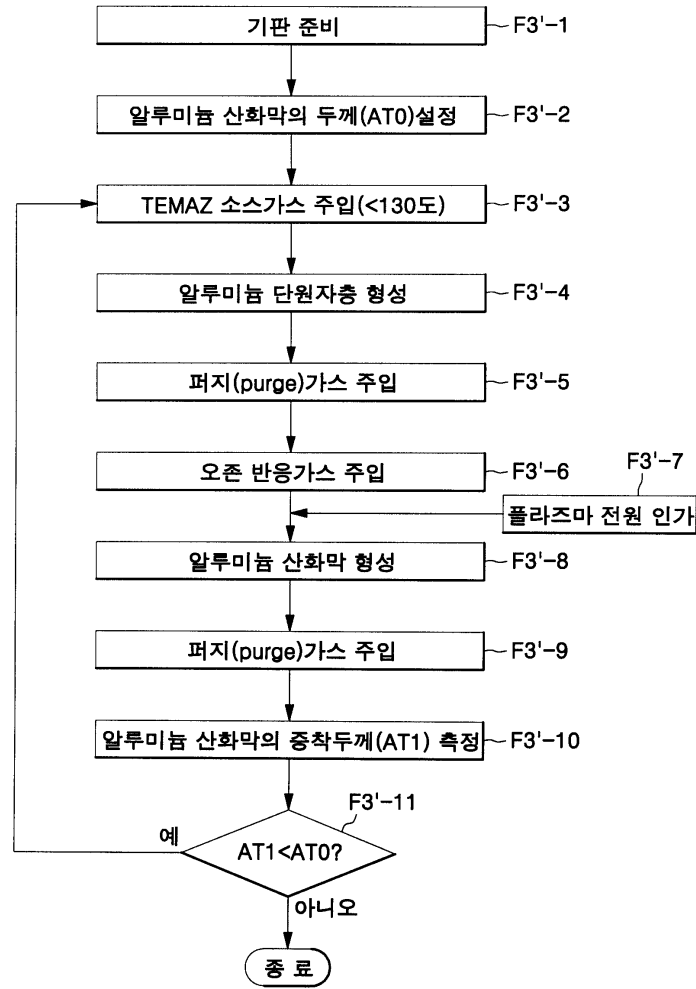 기판 준비 F3'-1
알루미늄 산화막의 두께(AT0)설정 F3'-2
TEMAZ 소스가스 주입(<130도) F3'-3
알루미늄 단원자층 형성 F3'-4
퍼지(purge)가스 주입 F3'-5
오존 반응가스 주입 F3'-6
F3'-7
플라즈마 전원 인가
알루미늄 산화막 형성 F3'-8
퍼지(purge)가스 주입 F3'-9
알루미늄 산화막의 증착두께(AT1) 측정 F3'-10
F3'-11
예
AT1<AT0?
아니오
종 료